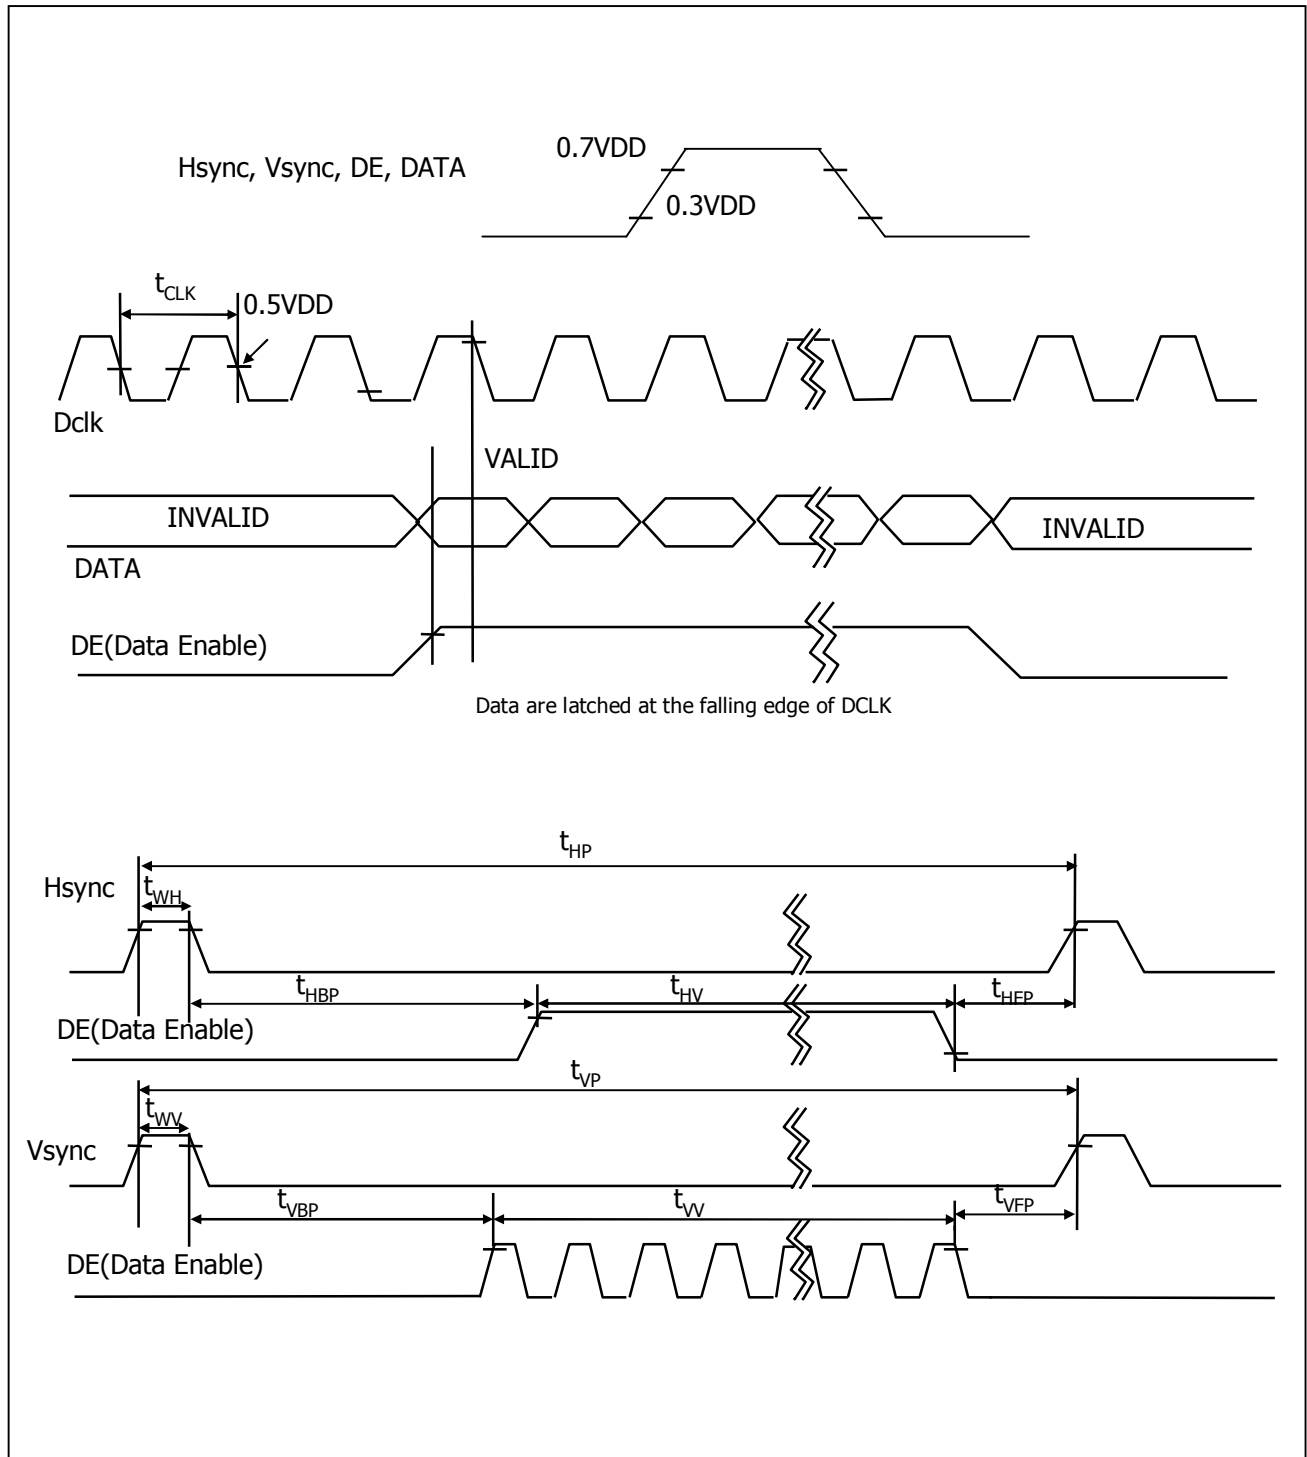 0.7VDD
Hsync, Vsync, DE, DATA
0.3VDD
tCLK
0.5VDD
Dclk
VALID
INVALID
INVALID
DATA
DE(Data Enable)
Data are latched at the falling edge of DCLK
tHP
Hsync
tWH
tHBP
tHV
tHFP
DE(Data Enable)
tVP
tWV
Vsync
tVBP
tVV
tVFP
DE(Data Enable)